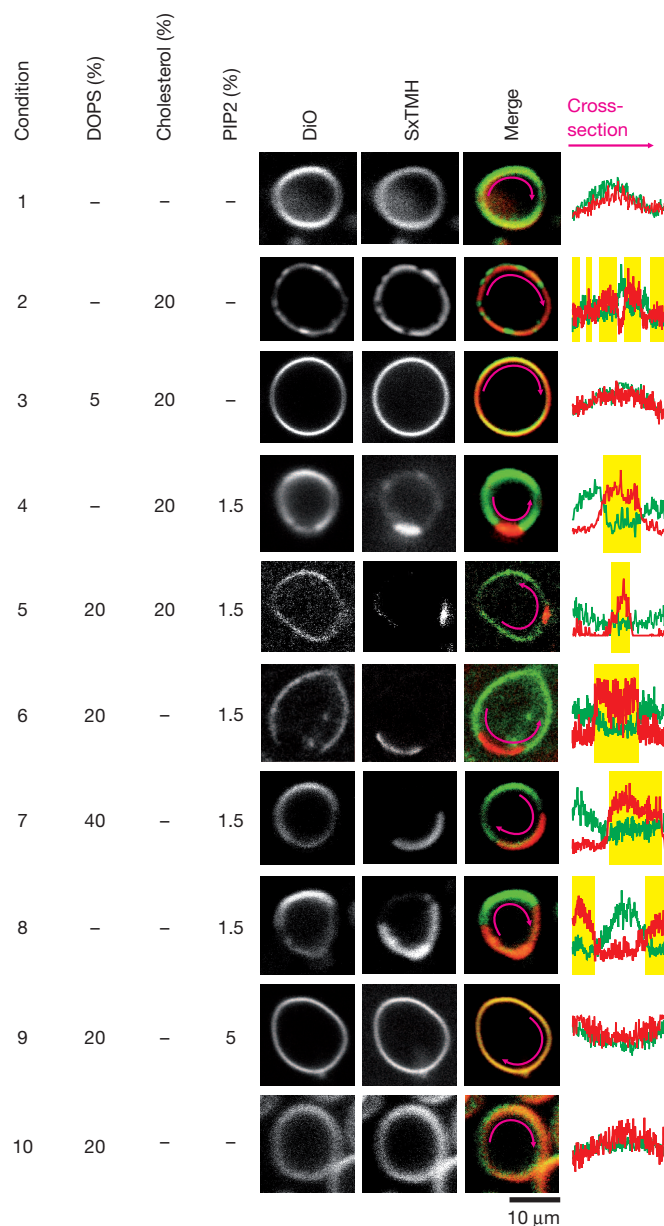 Condition
DOPS (%)
Cholesterol (%)
PIP2 (%)
DiO
SxTMH
Merge
Cross-
section
1 – – –
2 – 20 –
3 5 20 –
4 – 20 1.5
5 20 20 1.5
6 20 – 1.5
7 40 – 1.5
8 – – 1.5
9 20 – 5
10 20 – –
10 µm